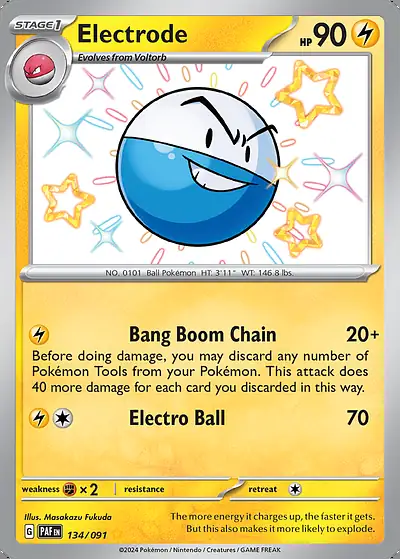 STAGE1 Electrode HP 90
Evolves from Voltorb
NO. 0101 Ball Pokémon HT: 3'11" WT: 146.8 lbs.
Bang Boom Chain 20+
Before doing damage, you may discard any number of
Pokémon Tools from your Pokémon. This attack does
40 more damage for each card you discarded in this way.
Electro Ball 70
weakness ×2 resistance retreat
Illus. Masakazu Fukuda
G PAF EN 134/091
The more energy it charges up, the faster it gets.
But this also makes it more likely to explode.
©2024 Pokémon / Nintendo / Creatures / GAME FREAK